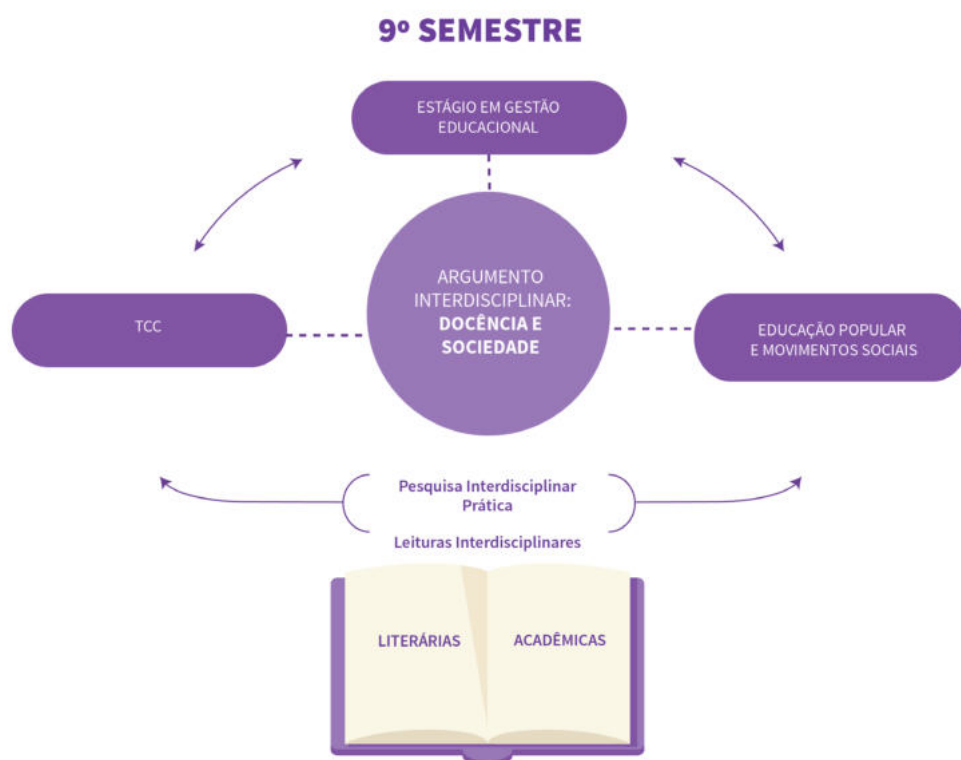 9º SEMESTRE
ESTÁGIO EM GESTÃO
EDUCACIONAL
ARGUMENTO
INTERDISCIPLINAR:
DOCÊNCIA E
SOCIEDADE
TCC
EDUCAÇÃO POPULAR
E MOVIMENTOS SOCIAIS
Pesquisa Interdisciplinar
Prática
Leituras Interdisciplinares
LITERÁRIAS
ACADÊMICAS